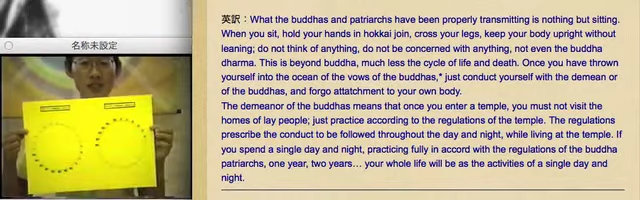 名称未設定
英訳：What the buddhas and patriarchs have been properly transmitting is nothing but sitting.
When you sit, hold your hands in hokkai join, cross your legs, keep your body upright without
leaning; do not think of anything, do not be concerned with anything, not even the buddha
dharma. This is beyond buddha, much less the cycle of life and death. Once you have thrown
yourself into the ocean of the vows of the buddhas,* just conduct yourself with the demean or
of the buddhas, and forgo attatchment to your own body.
The demeanor of the buddhas means that once you enter a temple, you must not visit the
homes of lay people; just practice according to the regulations of the temple. The regulations
prescribe the conduct to be followed throughout the day and night, while living at the temple. If
you spend a single day and night, practicing fully in accord with the regulations of the buddha
patriarchs, one year, two years… your whole life will be as the activities of a single day and
night.